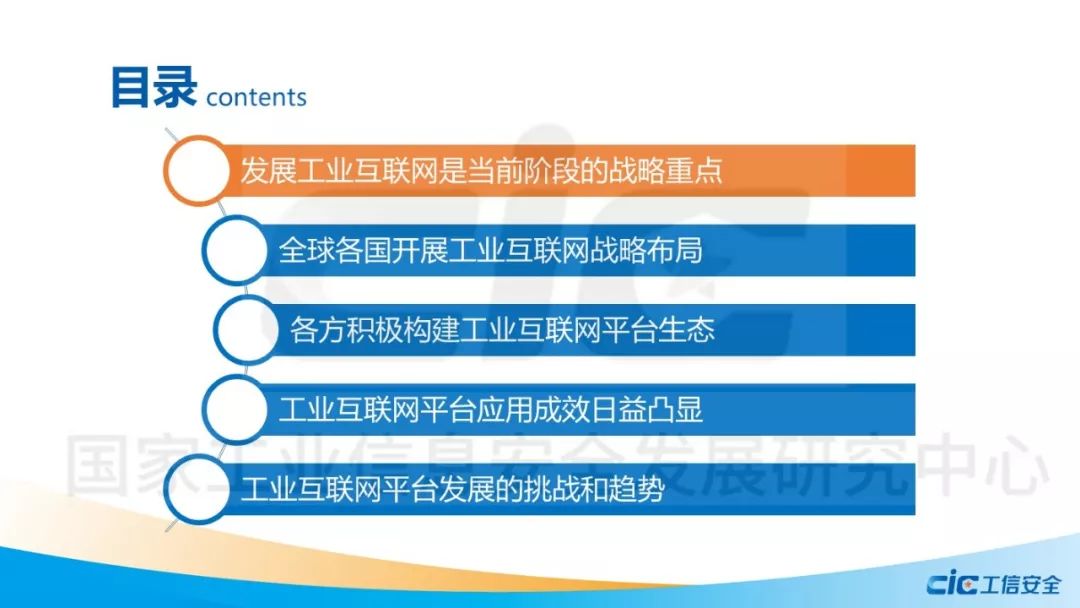 目录 contents
发展工业互联网是当前阶段的战略重点
全球各国开展工业互联网战略布局
各方积极构建工业互联网平台生态
工业互联网平台应用成效日益凸显
国家工业信息安全发展研究中心
工业互联网平台发展的挑战和趋势
CIC 工信安全